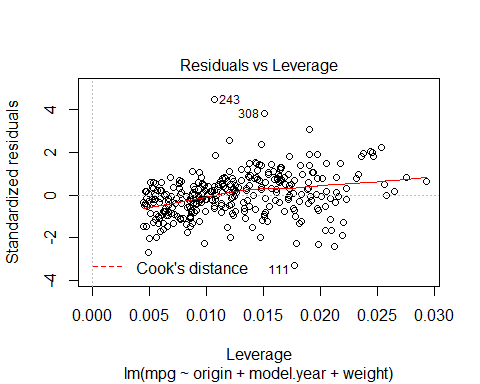 Residuals vs Leverage
Standardized residuals
4
2
0
-2
-4
243
308
111
Cook's distance
0.000 0.005 0.010 0.015 0.020 0.025 0.030
Leverage
lm(mpg ~ origin + model.year + weight)